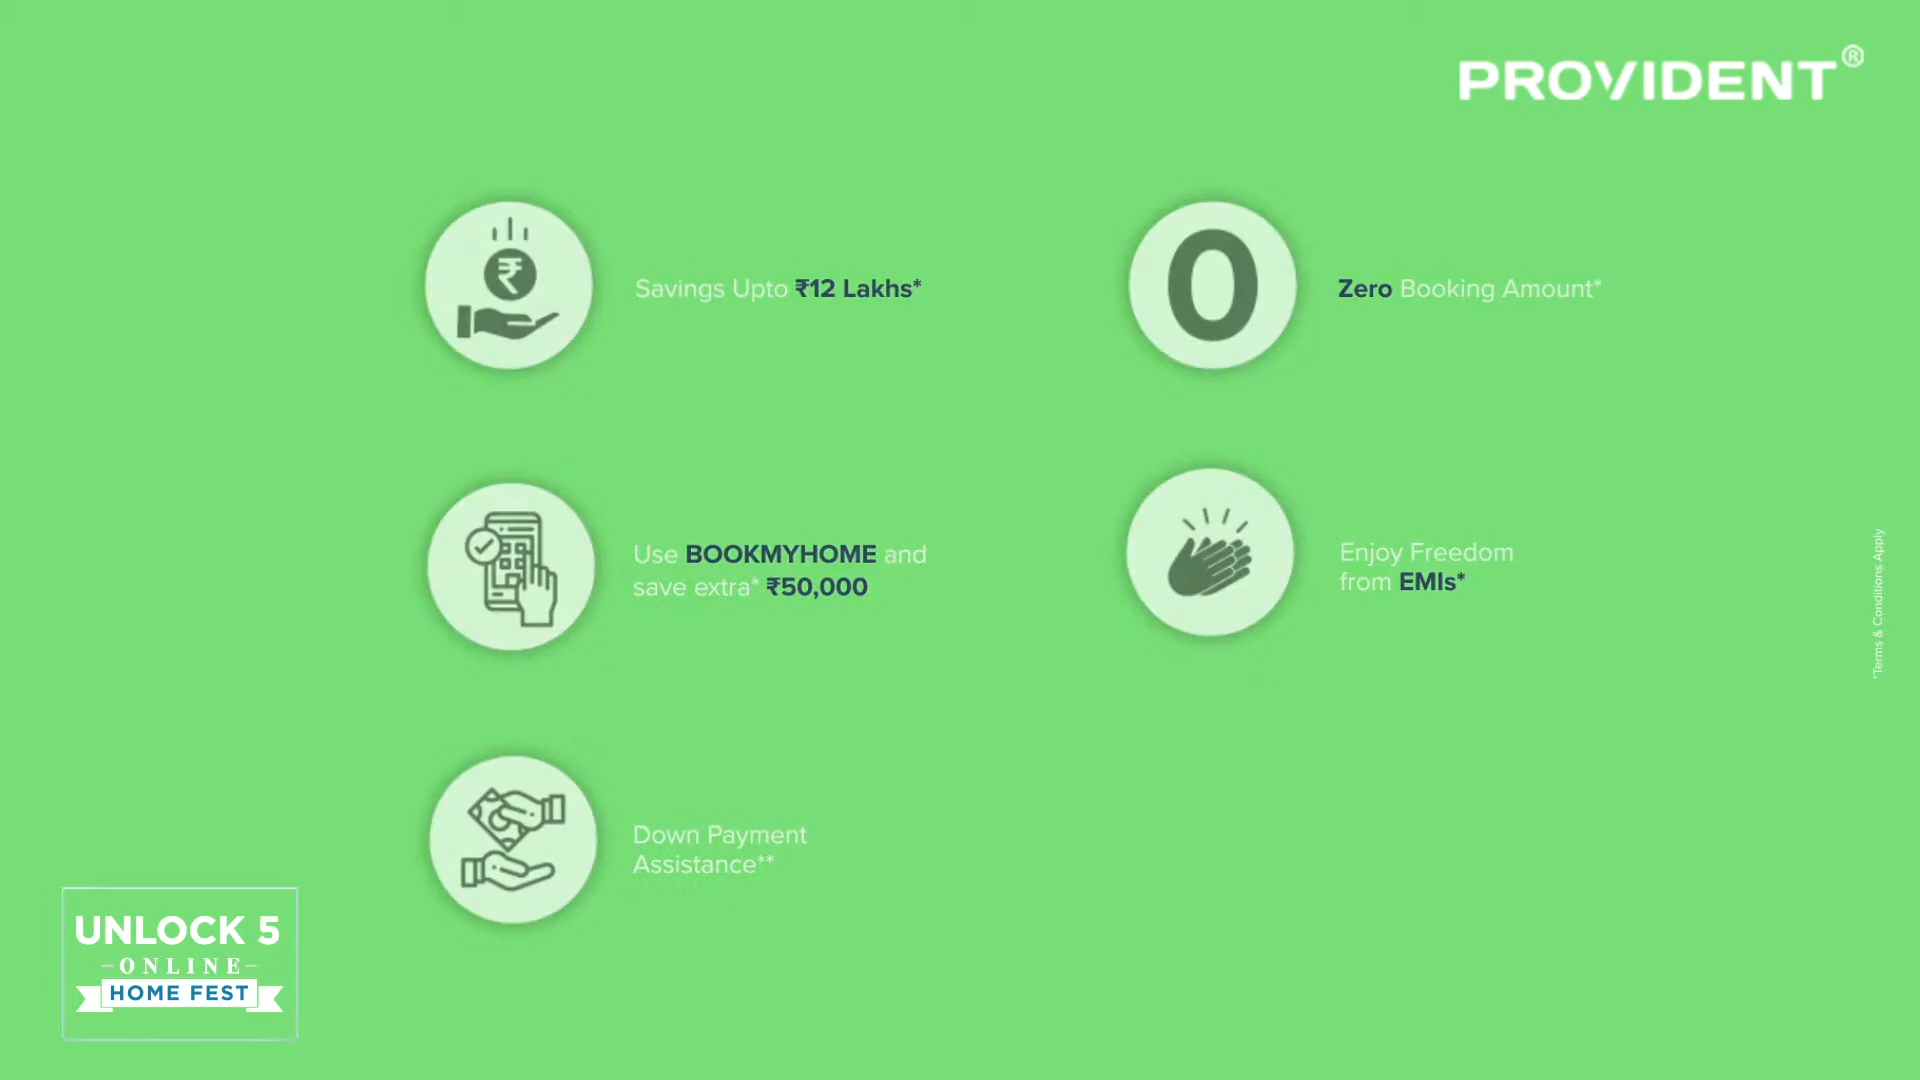 PROVIDENT®
Savings Upto ₹12 Lakhs*
₹
0
Zero Booking Amount*
Use BOOKMYHOME and
save extra* ₹50,000
Enjoy Freedom
from EMIs*
*Terms & Conditions Apply
Down Payment
Assistance**
UNLOCK 5
-ONLINE-
HOME FEST